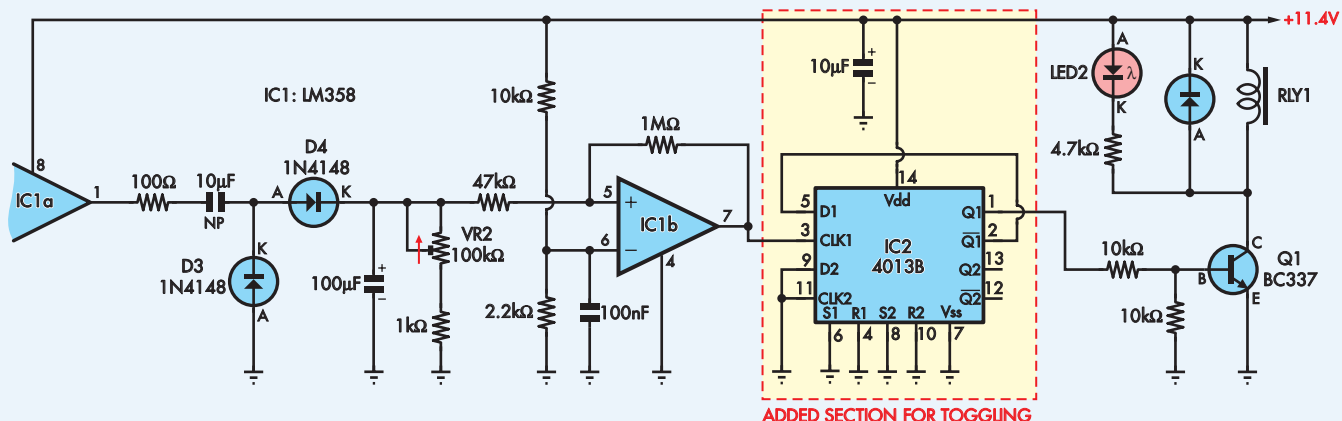 +11.4V
IC1: LM358
IC1a
8
1
100Ω
10µF
NP
D4
1N4148
A
K
D3
1N4148
K
A
100µF
+
−
VR2
100kΩ
1kΩ
47kΩ
10kΩ
2.2kΩ
100nF
1MΩ
5
+
6
−
IC1b
7
4
10µF
+
−
14
Vdd
5
D1
3
CLK1
9
D2
11
CLK2
IC2
4013B
Q1
1
Q1
2
Q2
13
Q2
12
S1
R1
S2
R2
Vss
6
4
8
10
7
ADDED SECTION FOR TOGGLING
LED2
A
λ
K
4.7kΩ
K
A
RLY1
10kΩ
10kΩ
B
C
E
Q1
BC337